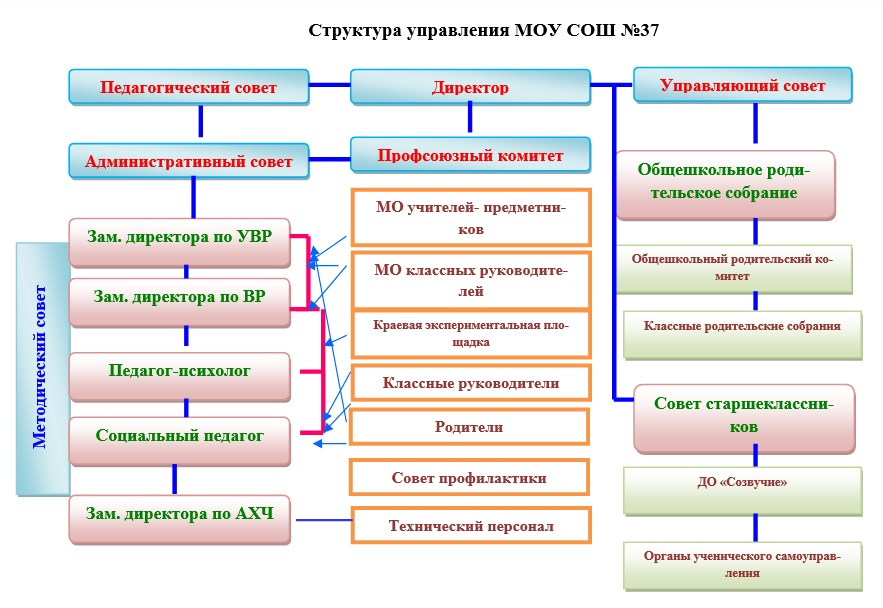 Структура управления МОУ СОШ №37
Педагогический совет
Директор
Управляющий совет
Административный совет
Профсоюзный комитет
Общешкольное роди-
тельское собрание
Методический совет
Зам. директора по УВР
Зам. директора по ВР
Педагог-психолог
Социальный педагог
Зам. директора по АХЧ
МО учителей- предметни-
ков
МО классных руководите-
лей
Краевая экспериментальная пло-
щадка
Классные руководители
Родители
Совет профилактики
Технический персонал
Общешкольный родительский ко-
митет
Классные родительские собрания
Совет старшеклассни-
ков
ДО «Созвучие»
Органы ученического самоуправ-
ления